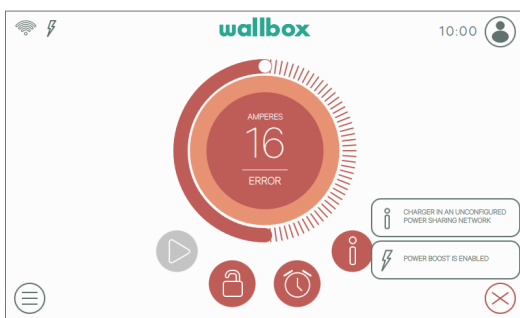 wallbox
10:00
AMPERES
16
ERROR
CHARGER IN AN UNCONFIGURED
POWER SHARING NETWORK
POWER BOOST IS ENABLED